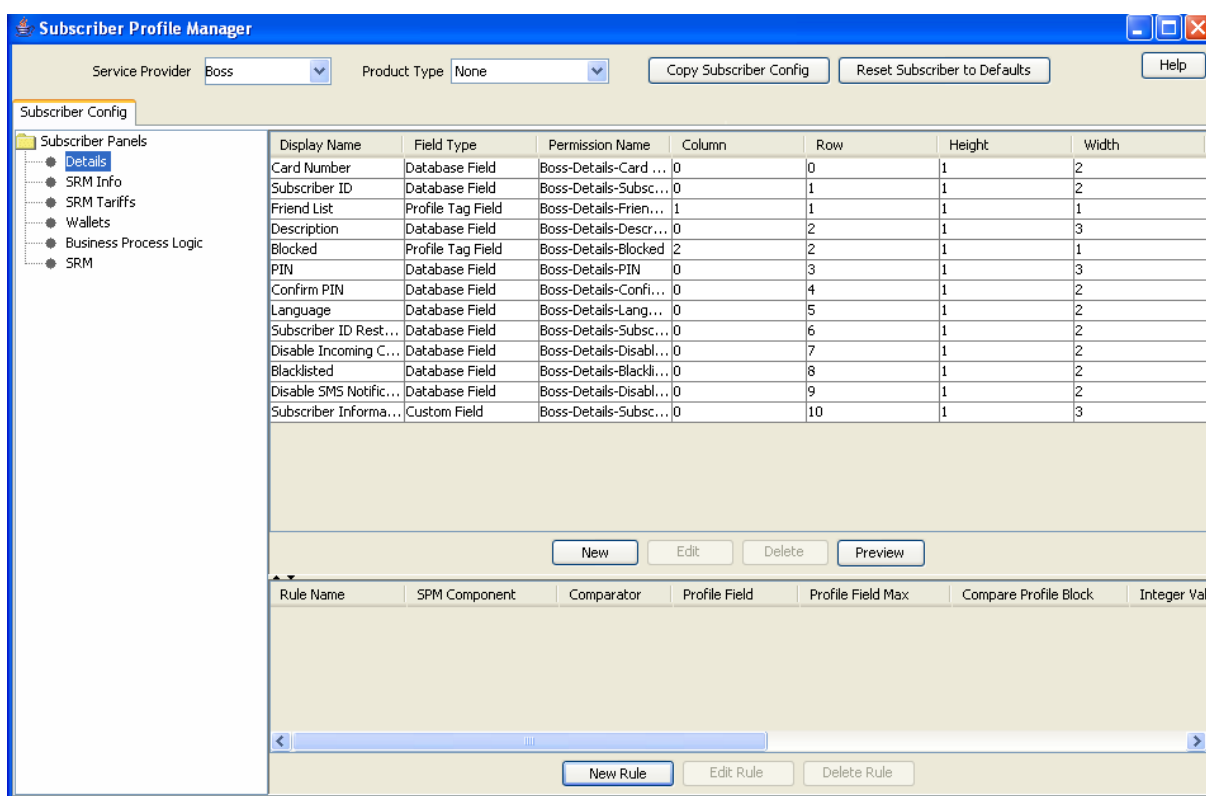 Subscriber Profile Manager
Service Provider Boss Product Type None Copy Subscriber Config Reset Subscriber to Defaults Help
Subscriber Config
Subscriber Panels
Details
SRM Info
SRM Tariffs
Wallets
Business Process Logic
SRM
Display Name Field Type Permission Name Column Row Height Width
Card Number Database Field Boss-Details-Card ... 0 0 1 2
Subscriber ID Database Field Boss-Details-Subsc... 0 1 1 2
Friend List Profile Tag Field Boss-Details-Frien... 1 1 1 1
Description Database Field Boss-Details-Descr... 0 2 1 3
Blocked Profile Tag Field Boss-Details-Blocked 2 2 1 1
PIN Database Field Boss-Details-PIN 0 3 1 3
Confirm PIN Database Field Boss-Details-Confi... 0 4 1 2
Language Database Field Boss-Details-Lang... 0 5 1 2
Subscriber ID Rest... Database Field Boss-Details-Subsc... 0 6 1 2
Disable Incoming C... Database Field Boss-Details-Disabl... 0 7 1 2
Blacklisted Database Field Boss-Details-Blackli... 0 8 1 2
Disable SMS Notific... Database Field Boss-Details-Disabl... 0 9 1 2
Subscriber Informa... Custom Field Boss-Details-Subsc... 0 10 1 3
New Edit Delete Preview
Rule Name SPM Component Comparator Profile Field Profile Field Max Compare Profile Block Integer Val
New Rule Edit Rule Delete Rule